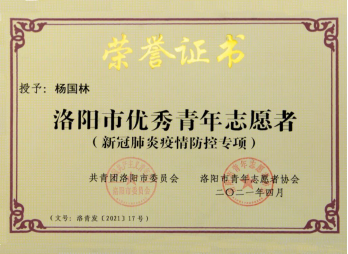 荣誉证书
授予：杨国林
洛阳市优秀青年志愿者
（新冠肺炎疫情防控专项）
共青团洛阳市委员会 洛阳市青年志愿者协会
二〇二一年四月
（文号：洛青发〔2021〕17号）